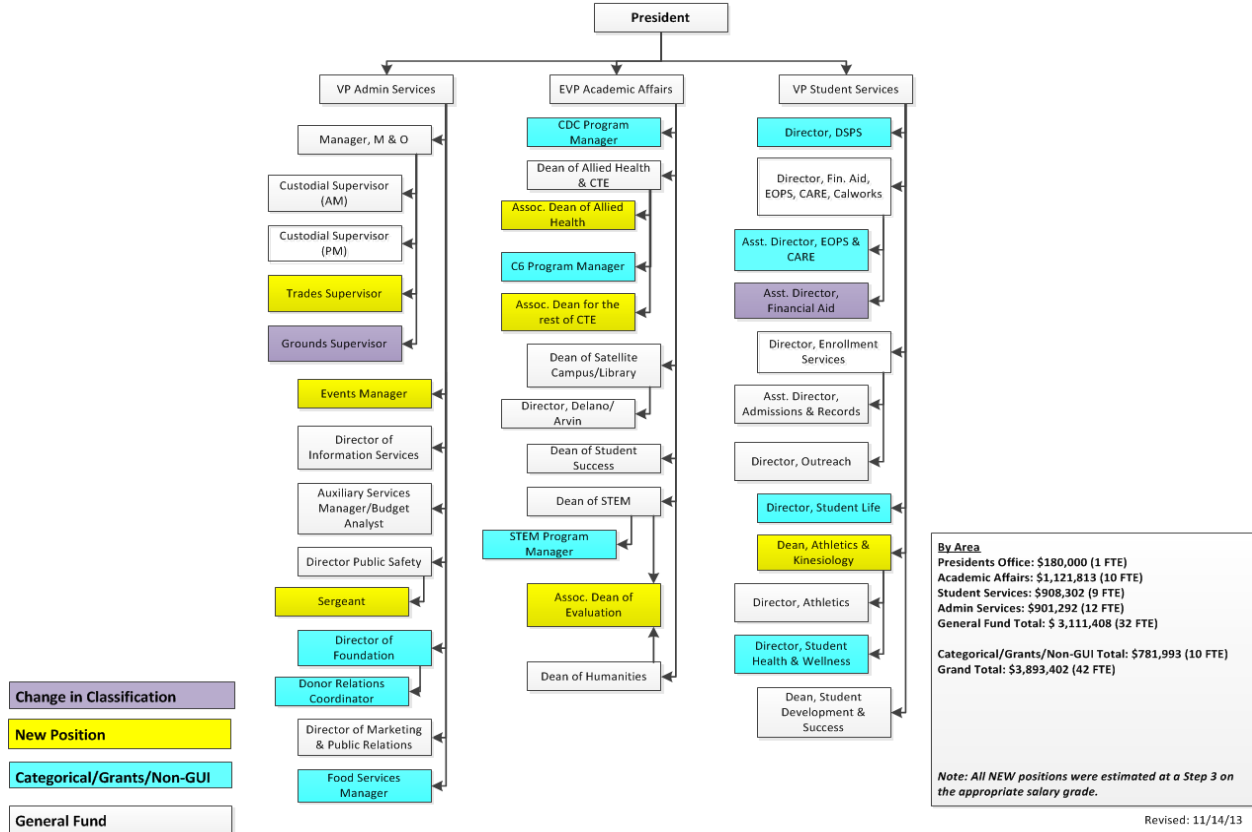 President
VP Admin Services
EVP Academic Affairs
VP Student Services
Manager, M & O
Custodial Supervisor
(AM)
Custodial Supervisor
(PM)
Trades Supervisor
Grounds Supervisor
Events Manager
Director of
Information Services
Auxiliary Services
Manager/Budget
Analyst
Director Public Safety
Sergeant
Director of
Foundation
Donor Relations
Coordinator
Director of Marketing
& Public Relations
Food Services
Manager
CDC Program
Manager
Dean of Allied Health
& CTE
Assoc. Dean of Allied
Health
C6 Program Manager
Assoc. Dean for the
rest of CTE
Dean of Satellite
Campus/Library
Director, Delano/
Arvin
Dean of Student
Success
Dean of STEM
STEM Program
Manager
Assoc. Dean of
Evaluation
Dean of Humanities
Director, DSPS
Director, Fin. Aid,
EOPS, CARE, Calworks
Asst. Director, EOPS &
CARE
Asst. Director,
Financial Aid
Director, Enrollment
Services
Asst. Director,
Admissions & Records
Director, Outreach
Director, Student Life
Dean, Athletics &
Kinesiology
Director, Athletics
Director, Student
Health & Wellness
Dean, Student
Development &
Success
Change in Classification
New Position
Categorical/Grants/Non-GUI
General Fund
By Area
Presidents Office: $180,000 (1 FTE)
Academic Affairs: $1,121,813 (10 FTE)
Student Services: $908,302 (9 FTE)
Admin Services: $901,292 (12 FTE)
General Fund Total: $ 3,111,408 (32 FTE)
Categorical/Grants/Non-GUI Total: $781,993 (10 FTE)
Grand Total: $3,893,402 (42 FTE)
Note: All NEW positions were estimated at a Step 3 on
the appropriate salary grade.
Revised: 11/14/13